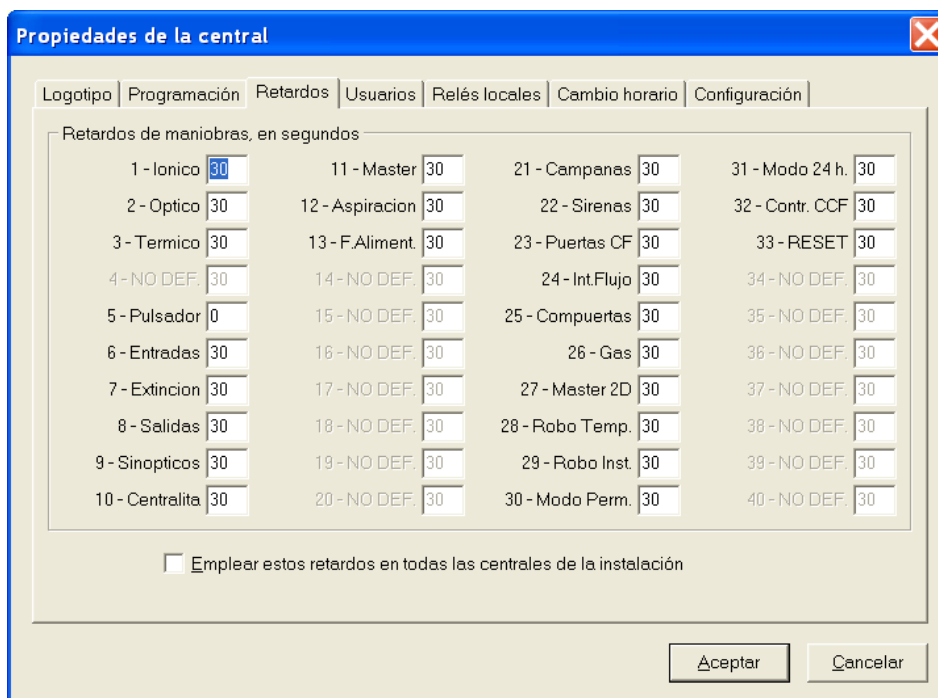 Propiedades de la central
Logotipo Programación Retardos Usuarios Relés locales Cambio horario Configuración
Retardos de maniobras, en segundos
1 - Ionico 30 11 - Master 30 21 - Campanas 30 31 - Modo 24 h. 30
2 - Optico 30 12 - Aspiracion 30 22 - Sirenas 30 32 - Contr. CCF 30
3 - Termico 30 13 - F.Aliment. 30 23 - Puertas CF 30 33 - RESET 30
4 - NO DEF. 30 14 - NO DEF. 30 24 - Int.Flujo 30 34 - NO DEF. 30
5 - Pulsador 0 15 - NO DEF. 30 25 - Compuertas 30 35 - NO DEF. 30
6 - Entradas 30 16 - NO DEF. 30 26 - Gas 30 36 - NO DEF. 30
7 - Extincion 30 17 - NO DEF. 30 27 - Master 2D 30 37 - NO DEF. 30
8 - Salidas 30 18 - NO DEF. 30 28 - Robo Temp. 30 38 - NO DEF. 30
9 - Sinopticos 30 19 - NO DEF. 30 29 - Robo Inst. 30 39 - NO DEF. 30
10 - Centralita 30 20 - NO DEF. 30 30 - Modo Perm. 30 40 - NO DEF. 30
Emplear estos retardos en todas las centrales de la instalación
Aceptar Cancelar